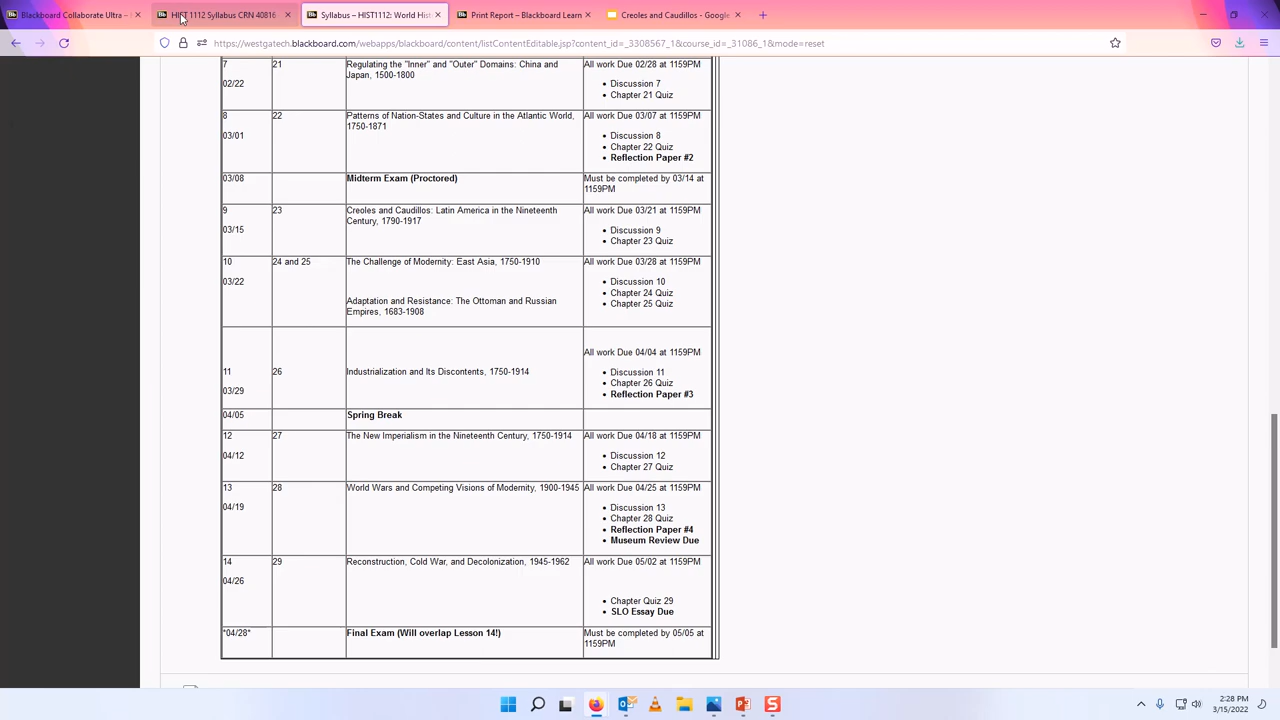 Blackboard Collaborate Ultra –
HIST 1112 Syllabus CRN 40816
Syllabus – HIST1112: World Hist
Print Report – Blackboard Learn
Creoles and Caudillos - Google
https://westgatech.blackboard.com/webapps/blackboard/content/listContentEditable.jsp?content_id=_3308567_1&course_id=_31086_1&mode=reset
7
02/22
21
Regulating the "Inner" and "Outer" Domains: China and
Japan, 1500-1800
All work Due 02/28 at 1159PM
• Discussion 7
• Chapter 21 Quiz
8
03/01
22
Patterns of Nation-States and Culture in the Atlantic World,
1750-1871
All work Due 03/07 at 1159PM
• Discussion 8
• Chapter 22 Quiz
• Reflection Paper #2
03/08
Midterm Exam (Proctored)
Must be completed by 03/14 at
1159PM
9
03/15
23
Creoles and Caudillos: Latin America in the Nineteenth
Century, 1790-1917
All work Due 03/21 at 1159PM
• Discussion 9
• Chapter 23 Quiz
10
03/22
24 and 25
The Challenge of Modernity: East Asia, 1750-1910
Adaptation and Resistance: The Ottoman and Russian
Empires, 1683-1908
All work Due 03/28 at 1159PM
• Discussion 10
• Chapter 24 Quiz
• Chapter 25 Quiz
11
03/29
26
Industrialization and Its Discontents, 1750-1914
All work Due 04/04 at 1159PM
• Discussion 11
• Chapter 26 Quiz
• Reflection Paper #3
04/05
Spring Break
12
04/12
27
The New Imperialism in the Nineteenth Century, 1750-1914
All work Due 04/18 at 1159PM
• Discussion 12
• Chapter 27 Quiz
13
04/19
28
World Wars and Competing Visions of Modernity, 1900-1945
All work Due 04/25 at 1159PM
• Discussion 13
• Chapter 28 Quiz
• Reflection Paper #4
• Museum Review Due
14
04/26
29
Reconstruction, Cold War, and Decolonization, 1945-1962
All work Due 05/02 at 1159PM
• Chapter Quiz 29
• SLO Essay Due
*04/28*
Final Exam (Will overlap Lesson 14!)
Must be completed by 05/05 at
1159PM
2:28 PM
3/15/2022